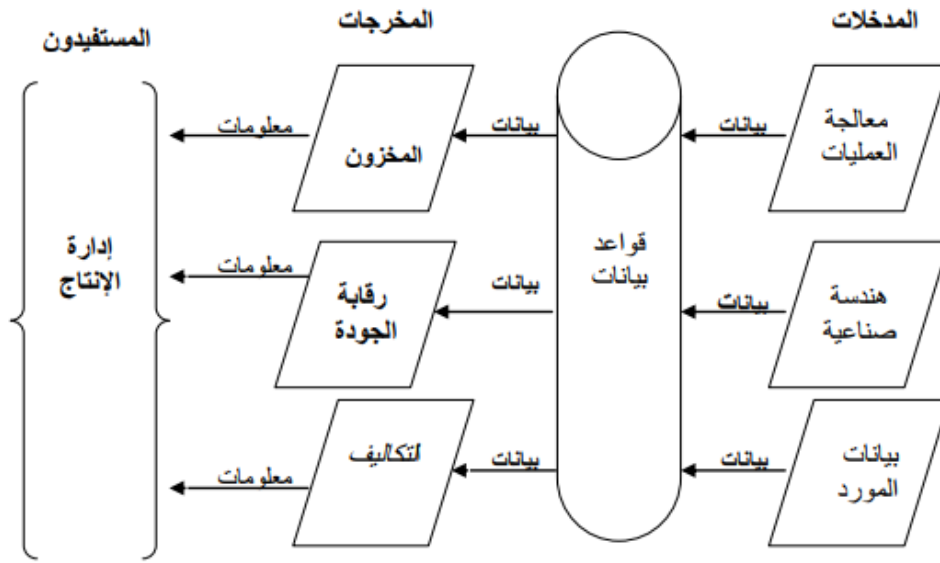 المدخلات
المخرجات
المستفيدون
معالجة
العمليات
بيانات
بيانات
المخزون
معلومات
هندسة
صناعية
بيانات
قواعد
بيانات
بيانات
رقابة
الجودة
معلومات
إدارة
الإنتاج
بيانات
المورد
بيانات
بيانات
لتكاليف
معلومات